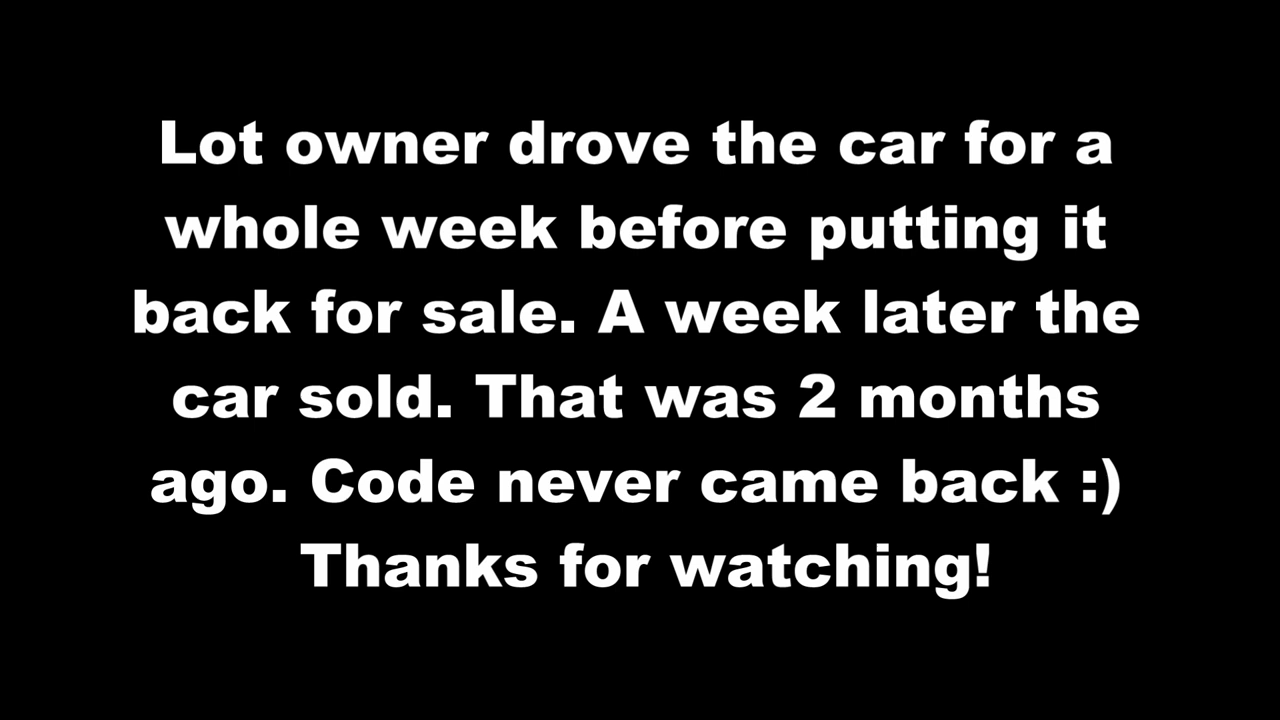 Lot owner drove the car for a
whole week before putting it
back for sale. A week later the
car sold. That was 2 months
ago. Code never came back :)
Thanks for watching!